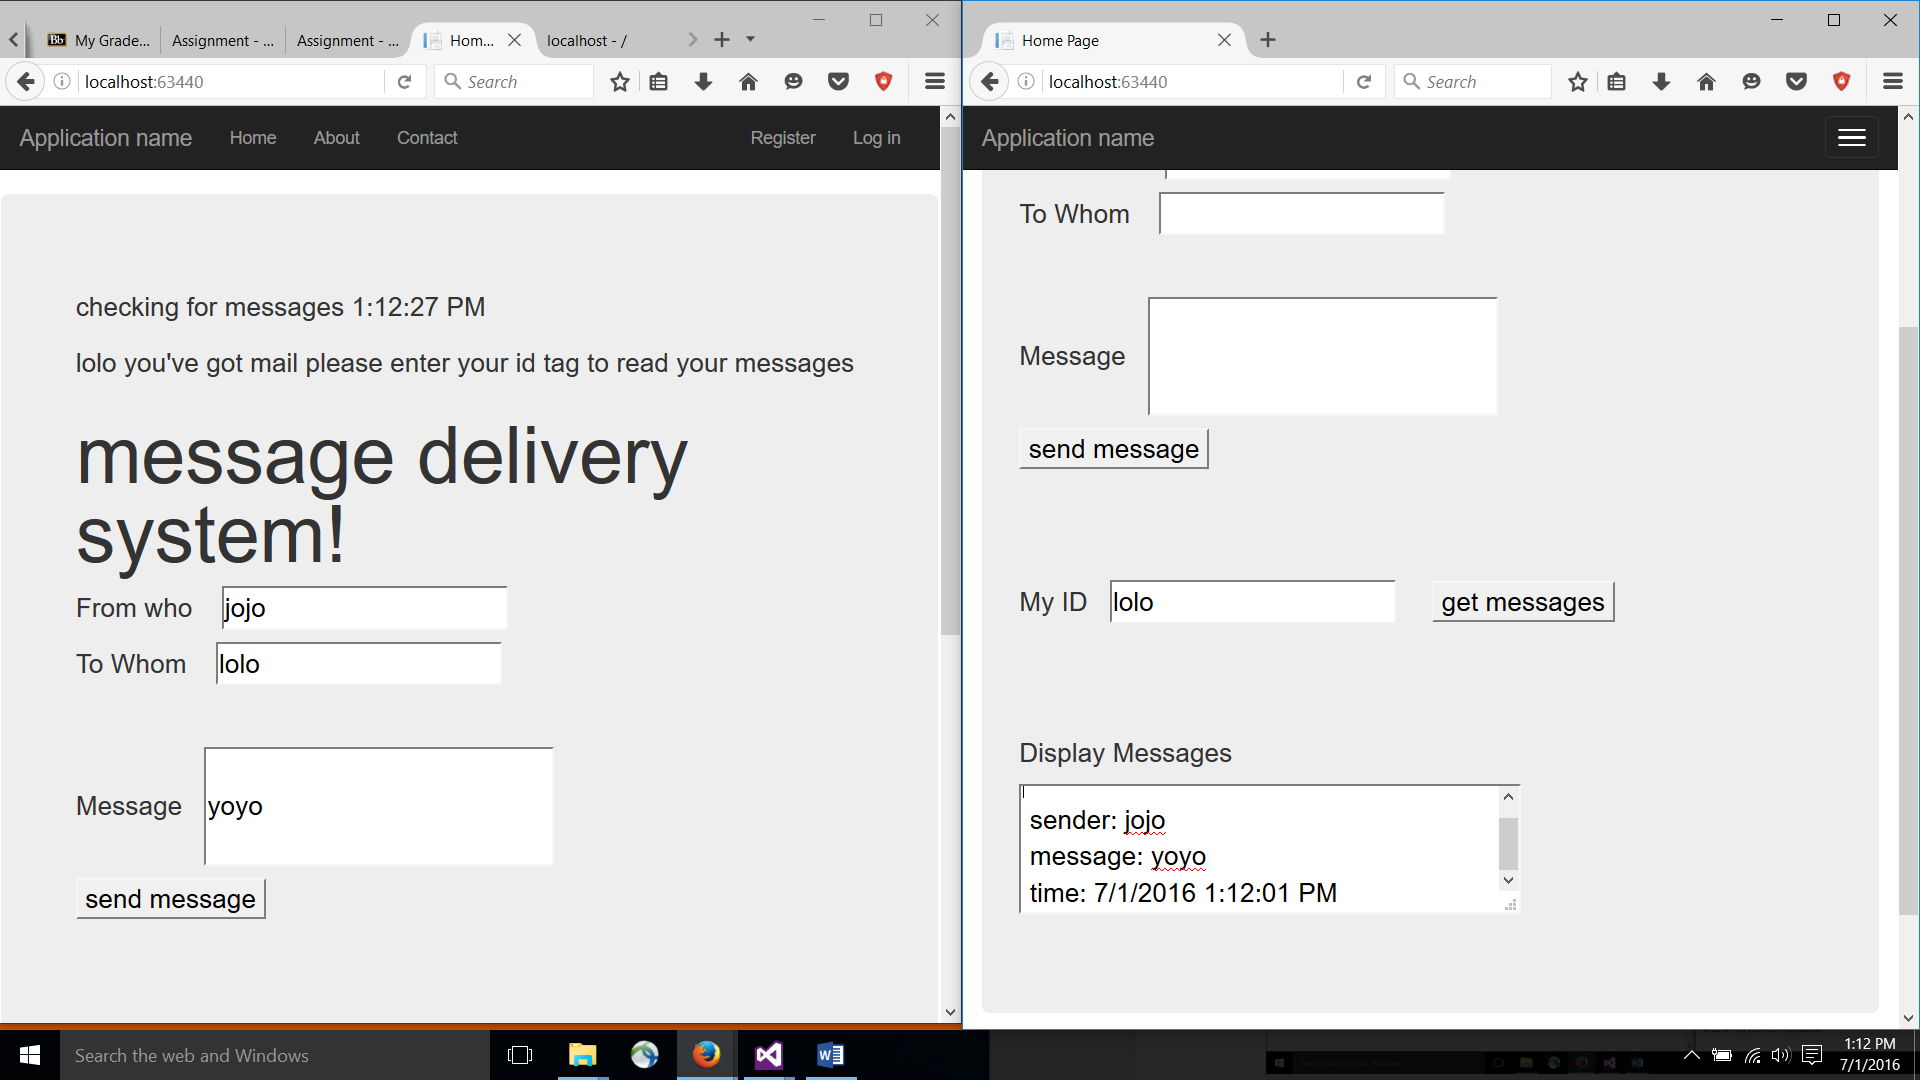 My Grade...
Assignment - ...
Assignment - ...
Hom...
localhost - /
localhost:63440
Search
Application name
Home
About
Contact
Register
Log in
checking for messages 1:12:27 PM
lolo you've got mail please enter your id tag to read your messages
message delivery
system!
From who
jojo
To Whom
lolo
Message
yoyo
send message
Home Page
localhost:63440
Search
Application name
To Whom
Message
send message
My ID
lolo
get messages
Display Messages
sender: jojo
message: yoyo
time: 7/1/2016 1:12:01 PM
Search the web and Windows
1:12 PM
7/1/2016